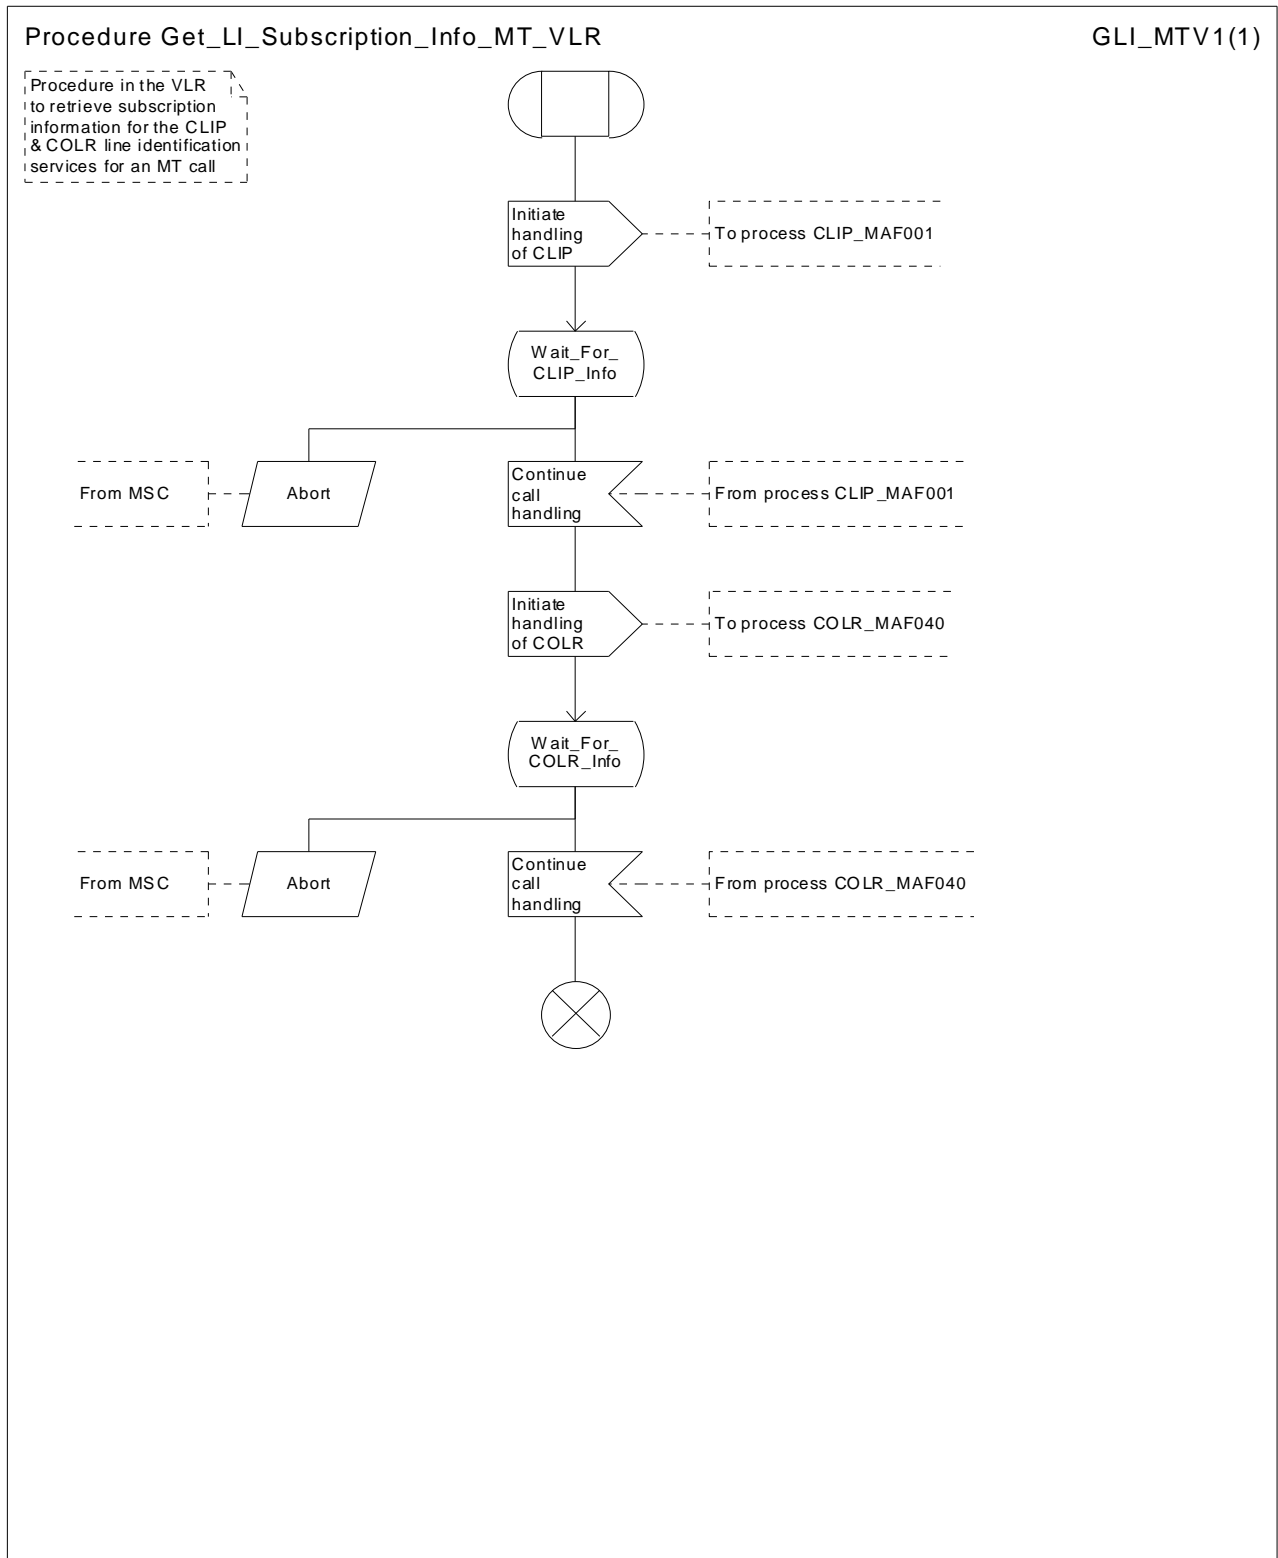 Procedure Get_LI_Subscription_Info_MT_VLR
GLI_MTV1(1)
Procedure in the VLR
to retrieve subscription
information for the CLIP
& COLR line identification
services for an MT call
Initiate
handling
of CLIP
To process CLIP_MAF001
Wait_For_
CLIP_Info
From MSC
Abort
Continue
call
handling
From process CLIP_MAF001
Initiate
handling
of COLR
To process COLR_MAF040
Wait_For_
COLR_Info
From MSC
Abort
Continue
call
handling
From process COLR_MAF040